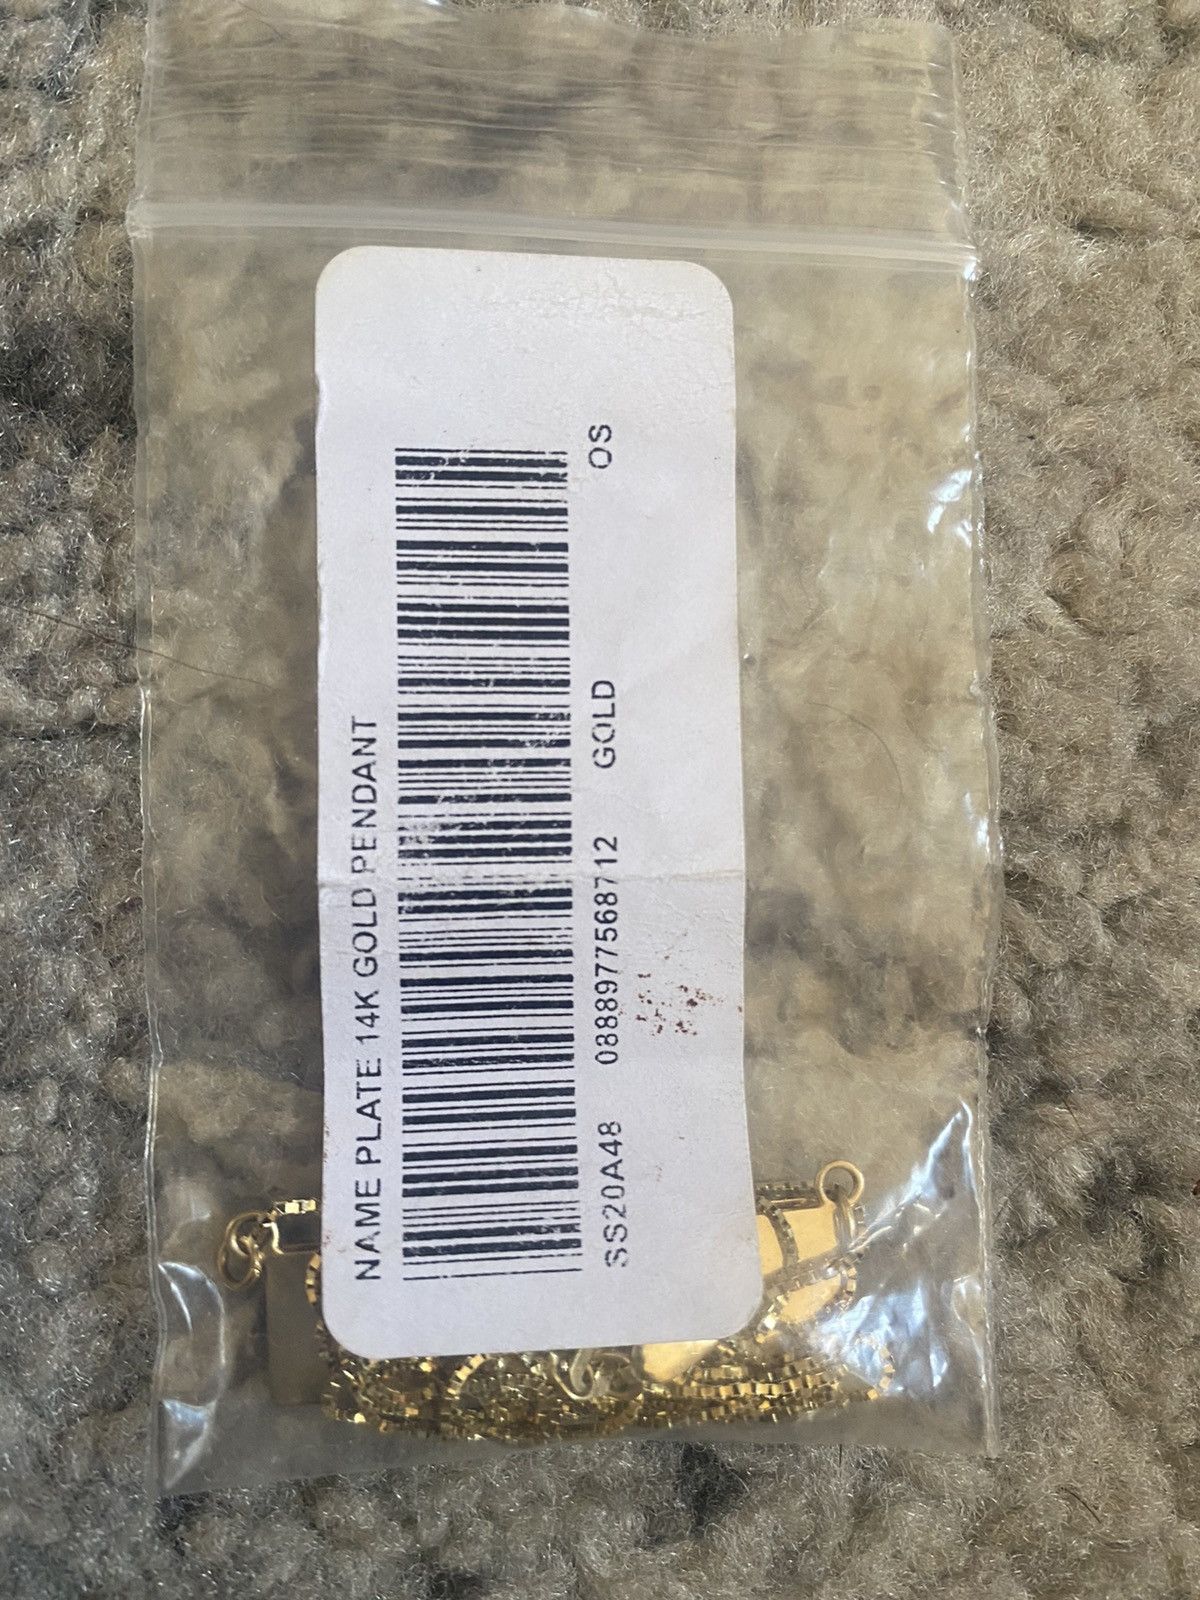 NAME PLATE 14K GOLD PENDANT
SS20A48 0888977568712 GOLD OS